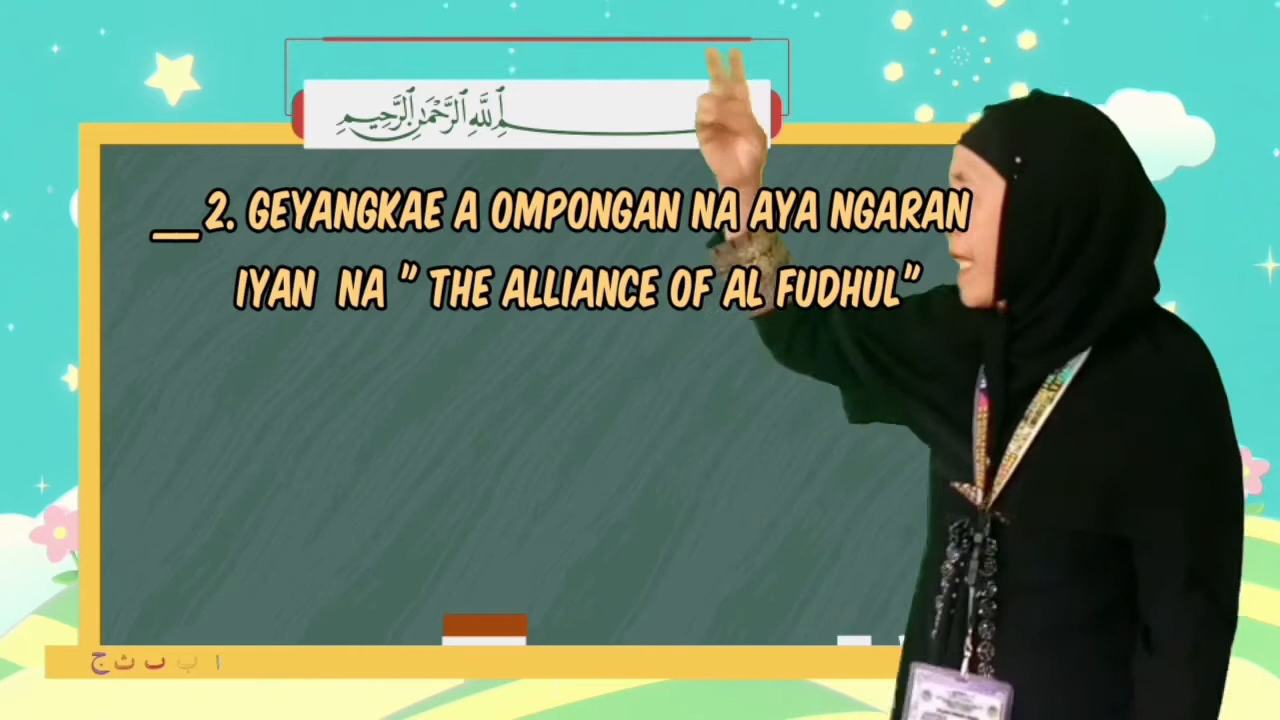 بِسْمِ اللَّهِ الرَّحْمَٰنِ الرَّحِيمِ
__2. GEYANGKAE A OMPONGAN NA AYA NGARAN
IYAN NA " THE ALLIANCE OF AL FUDHUL"
ا ب ب ث ج